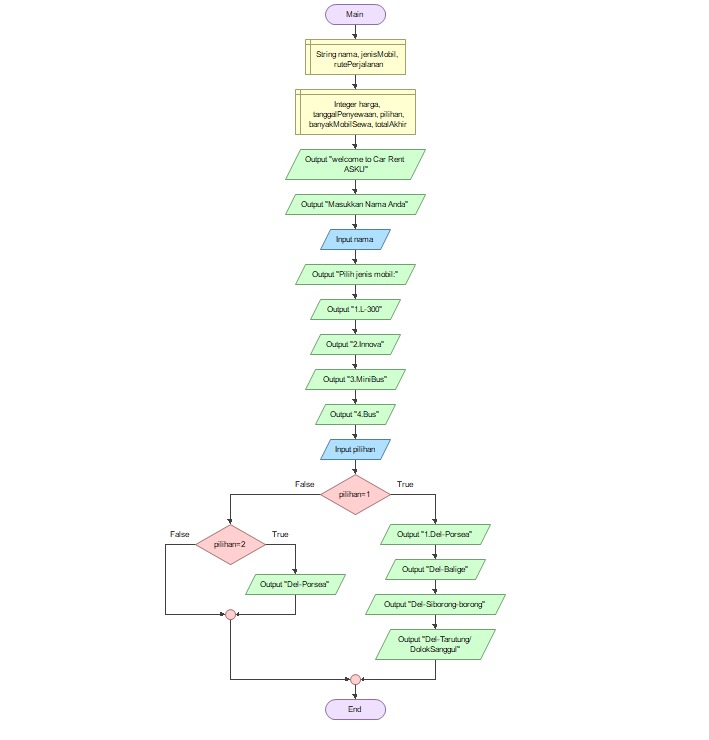 Main
String nama, jenisMobil,
rutePerjalanan
Integer harga,
tanggalPenyewaan, pilihan,
banyakMobilSewa, totalAkhir
Output "welcome to Car Rent
ASKU"
Output "Masukkan Nama Anda"
Input nama
Output "Pilih jenis mobil:"
Output "1.L-300"
Output "2.Innova"
Output "3.MiniBus"
Output "4.Bus"
Input pilihan
False
True
pilihan=1
False
True
pilihan=2
Output "Del-Porsea"
Output "1.Del-Porsea"
Output "Del-Balige"
Output "Del-Siborong-borong"
Output "Del-Tarutung/
DolokSanggul"
End